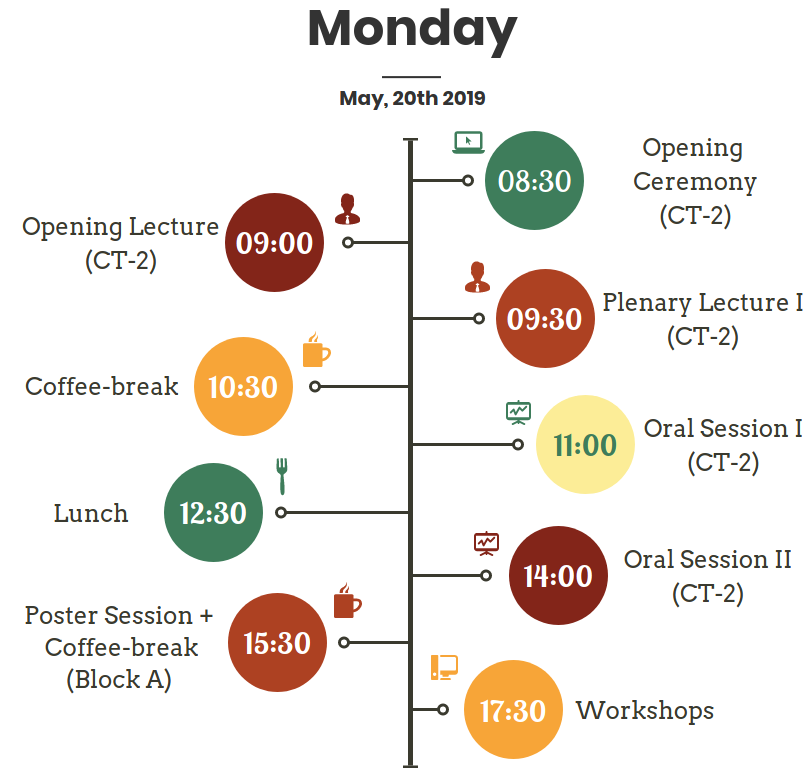 Monday
May, 20th 2019
08:30
Opening
Ceremony
(CT-2)
09:00
Opening Lecture
(CT-2)
09:30
Plenary Lecture I
(CT-2)
10:30
Coffee-break
11:00
Oral Session I
(CT-2)
12:30
Lunch
14:00
Oral Session II
(CT-2)
15:30
Poster Session +
Coffee-break
(Block A)
17:30
Workshops